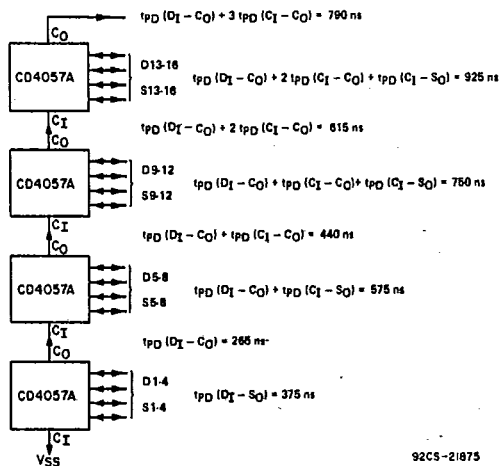 tPD (DI – CO) + 3 tPD (CI – CO) = 790 ns
CO
CD4057A
D13-16
S13-16
tPD (DI – CO) + 2 tPD (CI – CO) + tPD (CI – SO) = 925 ns
CI
CO
tPD (DI – CO) + 2 tPD (CI – CO) = 615 ns
CD4057A
D9-12
S9-12
tPD (DI – CO) + tPD (CI – CO) + tPD (CI – SO) = 750 ns
CI
CO
tPD (DI – CO) + tPD (CI – CO) = 440 ns
CD4057A
D5-8
S5-8
tPD (DI – CO) + tPD (CI – SO) = 575 ns
CI
CO
tPD (DI – CO) = 265 ns
CD4057A
D1-4
S1-4
tPD (DI – SO) = 375 ns
CI
VSS
92CS-21875